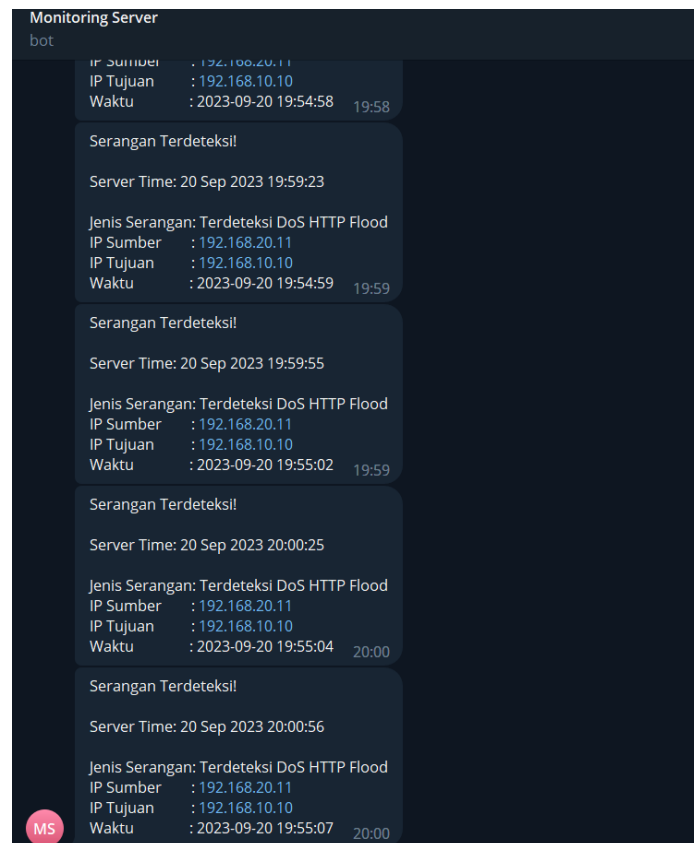 Monitoring Server
bot
IP Sumber : 192.168.20.11
IP Tujuan : 192.168.10.10
Waktu : 2023-09-20 19:54:58 19:58
Serangan Terdeteksi!
Server Time: 20 Sep 2023 19:59:23
Jenis Serangan: Terdeteksi DoS HTTP Flood
IP Sumber : 192.168.20.11
IP Tujuan : 192.168.10.10
Waktu : 2023-09-20 19:54:59 19:59
Serangan Terdeteksi!
Server Time: 20 Sep 2023 19:59:55
Jenis Serangan: Terdeteksi DoS HTTP Flood
IP Sumber : 192.168.20.11
IP Tujuan : 192.168.10.10
Waktu : 2023-09-20 19:55:02 19:59
Serangan Terdeteksi!
Server Time: 20 Sep 2023 20:00:25
Jenis Serangan: Terdeteksi DoS HTTP Flood
IP Sumber : 192.168.20.11
IP Tujuan : 192.168.10.10
Waktu : 2023-09-20 19:55:04 20:00
Serangan Terdeteksi!
Server Time: 20 Sep 2023 20:00:56
Jenis Serangan: Terdeteksi DoS HTTP Flood
IP Sumber : 192.168.20.11
IP Tujuan : 192.168.10.10
MS Waktu : 2023-09-20 19:55:07 20:00